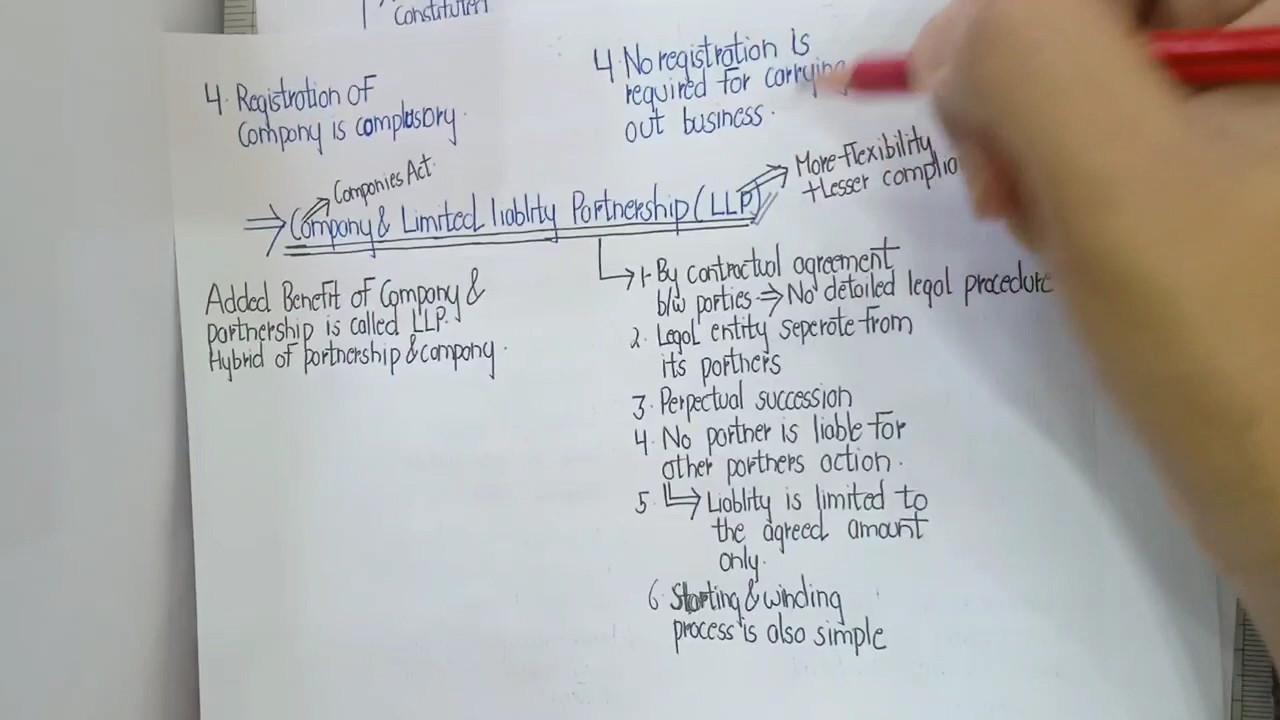 Constituten
4. Registration of
Company is complusory.
4. No registration is
required for carrying
out business.
Companies Act.
More-flexibility
+Lesser complia
⇒ Company & Limited liablity Partnership (LLP)
Added Benefit of Company &
partnership is called LLP.
Hybrid of partnership & company.
1. By contractual agreement
b/w parties ⇒ No detailed legal procedure
2. Legal entity seperate from
its partners
3. Perpectual succession
4. No partner is liable for
other partners action.
5. Liablity is limited to
the agreed amount
only.
6. Starting & winding
process is also simple